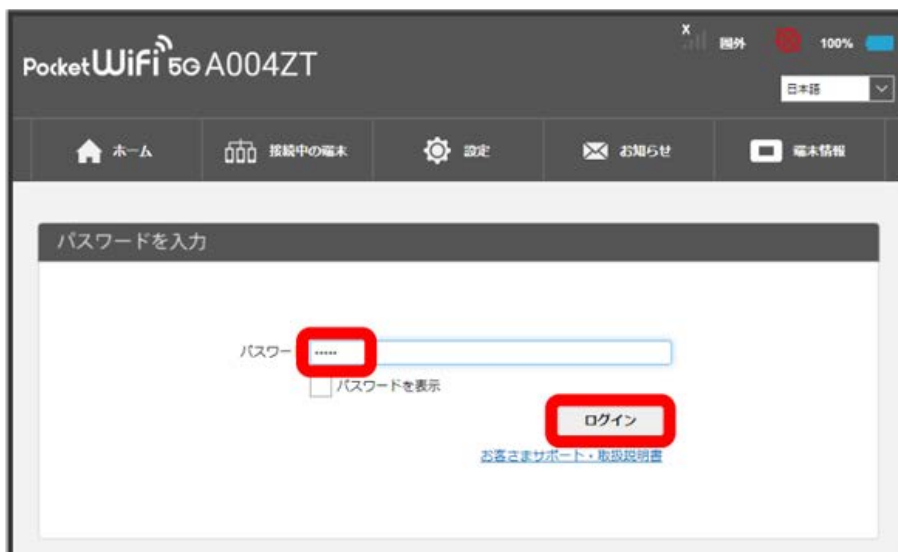 x
圏外 100%
Pocket WiFi 5G A004ZT
日本語
ホーム 接続中の端末 設定 お知らせ 端末情報
パスワードを入力
パスワー •••••
パスワードを表示
ログイン
お客さまサポート・取扱説明書